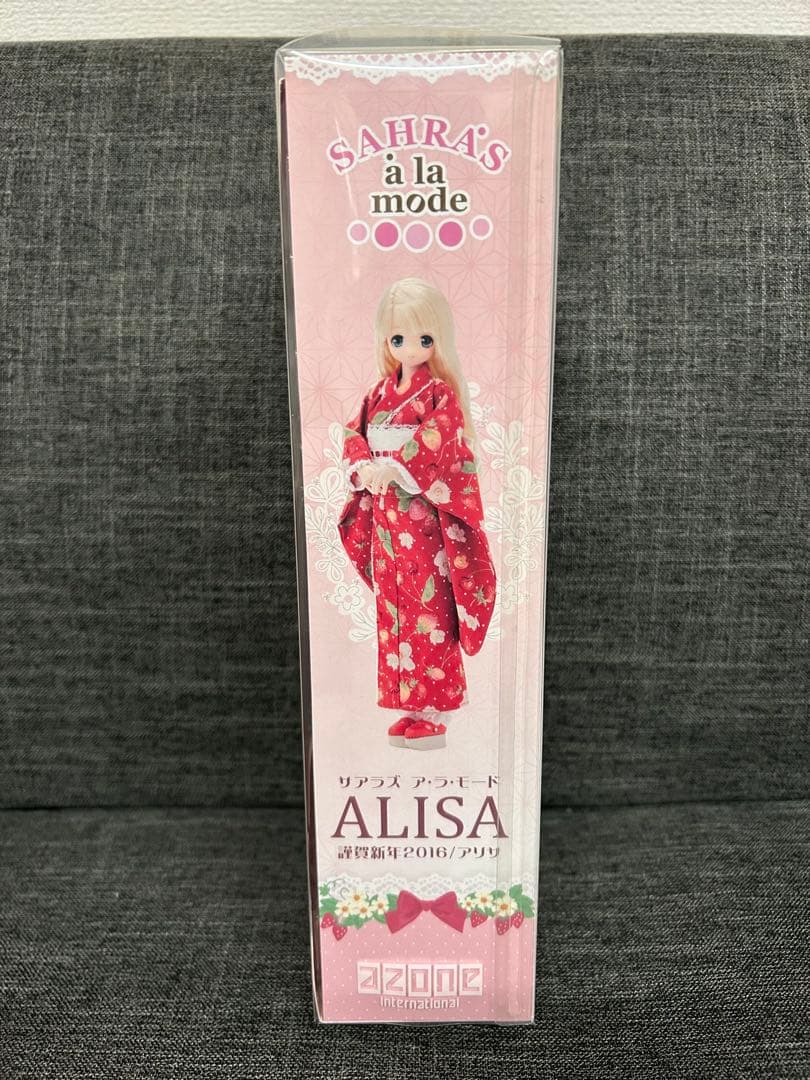 SAHRA'S
à la
mode
サアラズ ア・ラ・モード
ALISA
謹賀新年2016/アリサ
azone
international